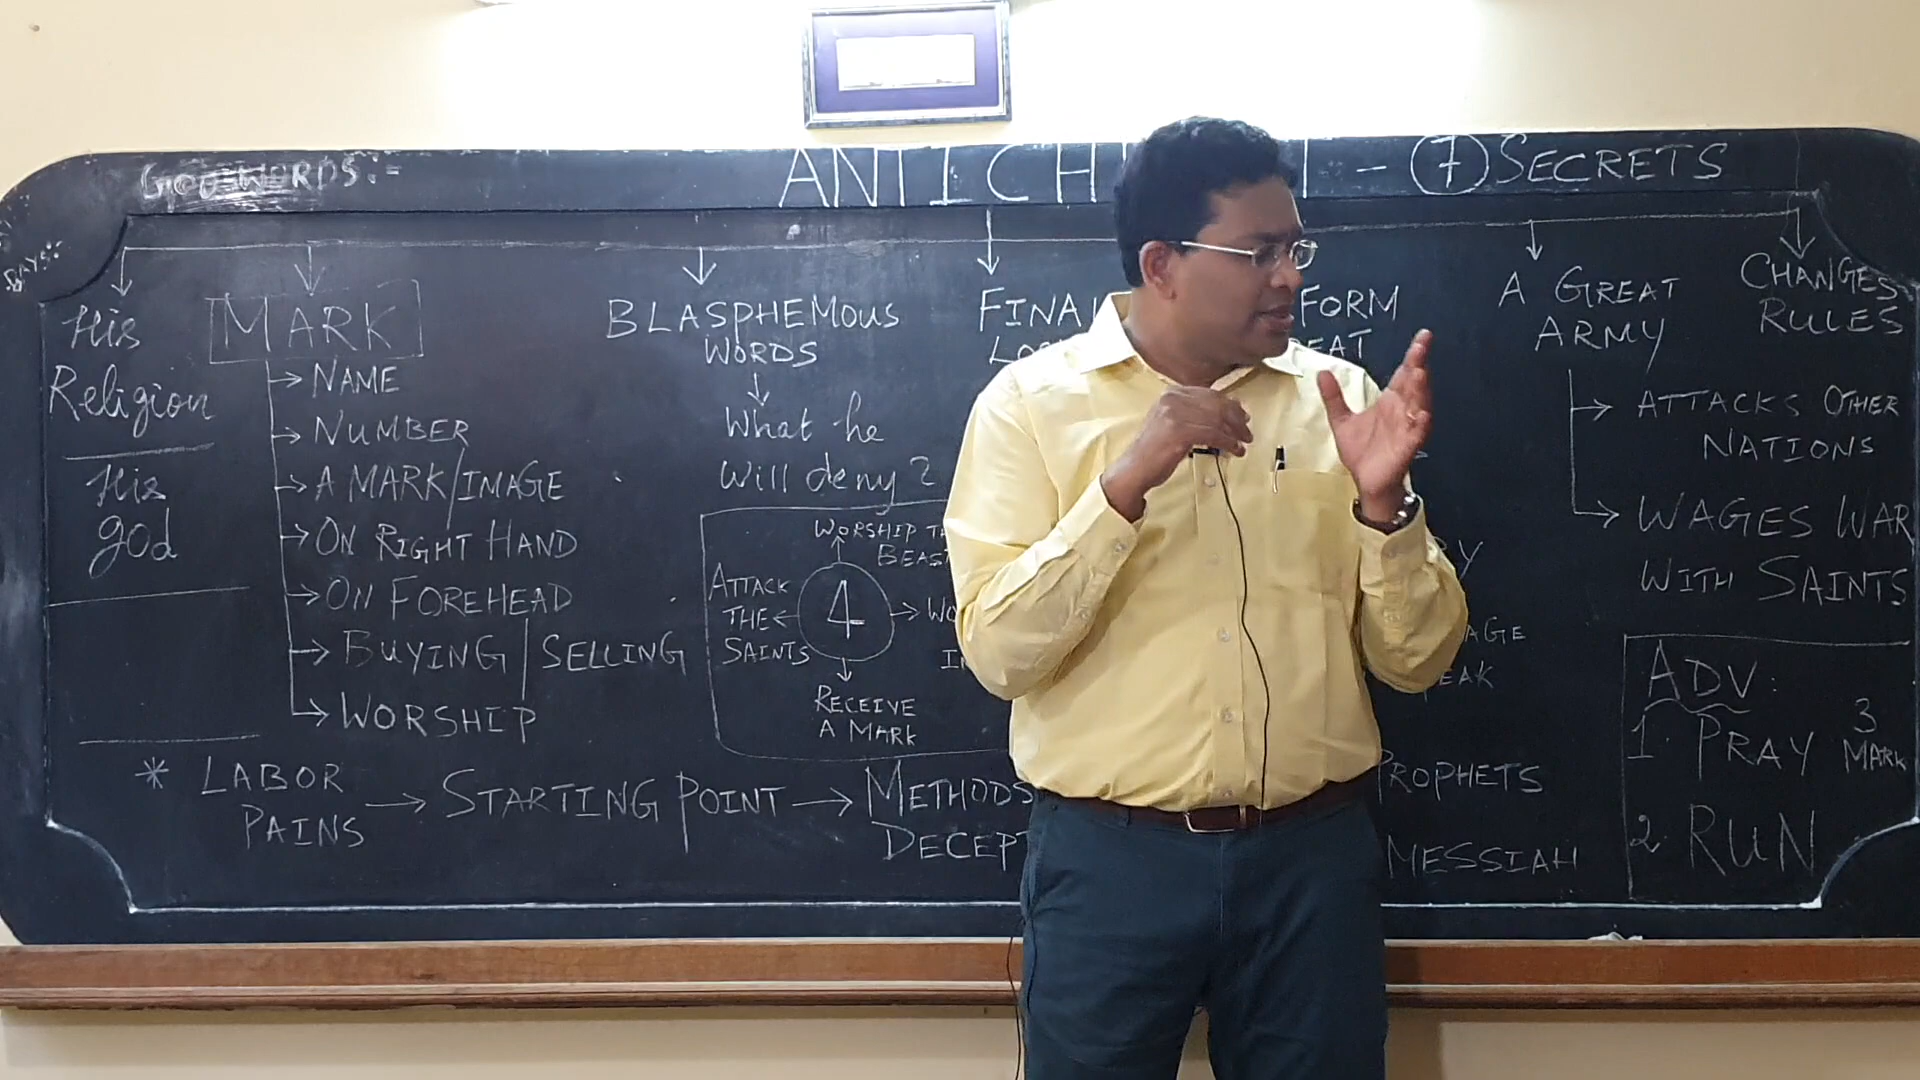 GOD WORDS:-
ANTICH - 7 SECRETS
DAYS:-
His
Religion
His
god
MARK
NAME
NUMBER
A MARK/IMAGE
ON RIGHT HAND
ON FOREHEAD
BUYING | SELLING
WORSHIP
BLASPHEMOUS
WORDS
What he
Will deny?
WORSHIP
BEAST
ATTACK
THE
SAINTS
4
RECEIVE
A MARK
FINAL
FORM
A GREAT
ARMY
ATTACKS OTHER
NATIONS
WAGES WAR
WITH SAINTS
CHANGES
RULES
ADV:
1. PRAY
3 MARK
2. RUN
* LABOR
PAINS
STARTING POINT
METHODS
DECEPT
PROPHETS
MESSIAH